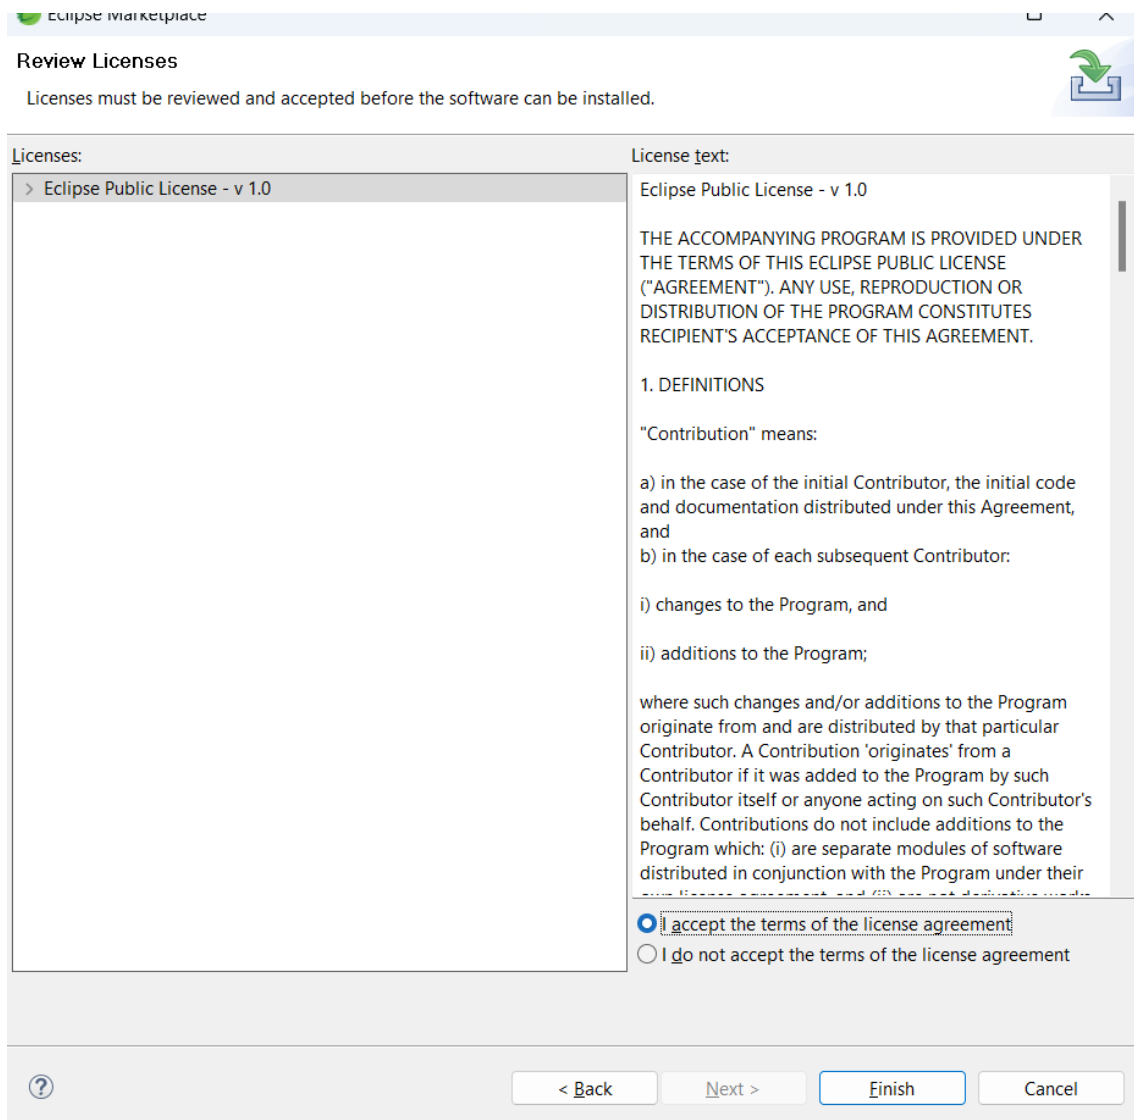 Eclipse Marketplace
Review Licenses
Licenses must be reviewed and accepted before the software can be installed.
Licenses:
Eclipse Public License - v 1.0
License text:
Eclipse Public License - v 1.0
THE ACCOMPANYING PROGRAM IS PROVIDED UNDER
THE TERMS OF THIS ECLIPSE PUBLIC LICENSE
("AGREEMENT"). ANY USE, REPRODUCTION OR
DISTRIBUTION OF THE PROGRAM CONSTITUTES
RECIPIENT'S ACCEPTANCE OF THIS AGREEMENT.
1. DEFINITIONS
"Contribution" means:
a) in the case of the initial Contributor, the initial code
and documentation distributed under this Agreement,
and
b) in the case of each subsequent Contributor:
i) changes to the Program, and
ii) additions to the Program;
where such changes and/or additions to the Program
originate from and are distributed by that particular
Contributor. A Contribution 'originates' from a
Contributor if it was added to the Program by such
Contributor itself or anyone acting on such Contributor's
behalf. Contributions do not include additions to the
Program which: (i) are separate modules of software
distributed in conjunction with the Program under their
I accept the terms of the license agreement
I do not accept the terms of the license agreement
?
< Back
Next >
Finish
Cancel